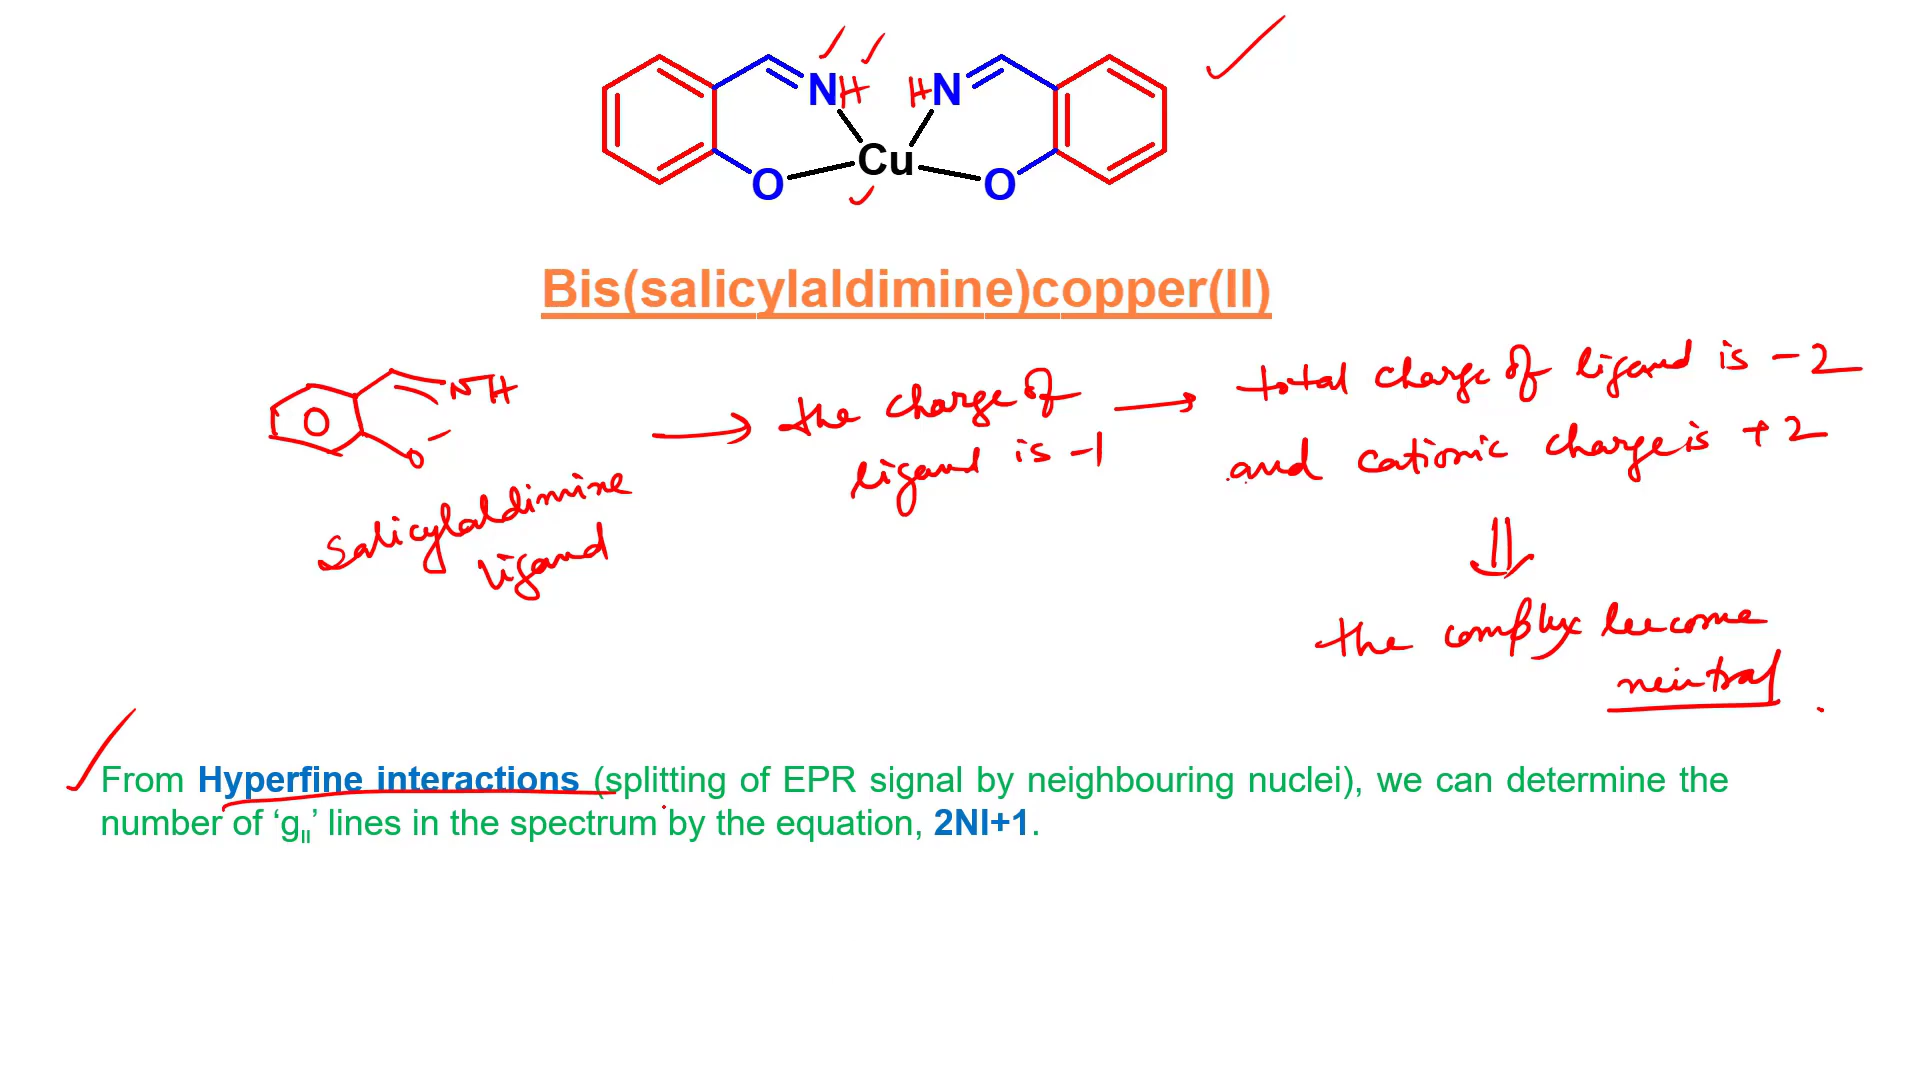 NH HN
Cu
O O
Bis(salicylaldimine)copper(II)
NH
O
O⁻
Salicylaldimine
ligand
the charge of
ligand is -1
total charge of ligand is -2
and cationic charge is +2
the complex become
neutral.
From Hyperfine interactions (splitting of EPR signal by neighbouring nuclei), we can determine the
number of ‘gII’ lines in the spectrum by the equation, 2NI+1.